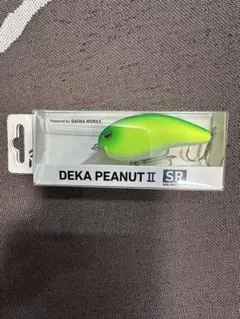 Powered by DAIWA WORKS.
DEKA PEANUT II SR